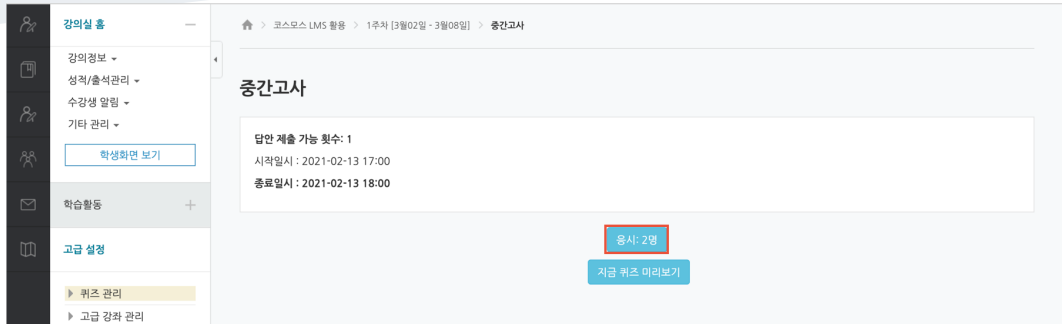 강의실 홈
강의정보
성적/출석관리
수강생 알림
기타 관리
학생화면 보기
학습활동
고급 설정
퀴즈 관리
고급 강좌 관리
코스모스 LMS 활용 > 1주차 [3월02일 - 3월08일] > 중간고사
중간고사
답안 제출 가능 횟수: 1
시작일시 : 2021-02-13 17:00
종료일시 : 2021-02-13 18:00
응시: 2명
지금 퀴즈 미리보기